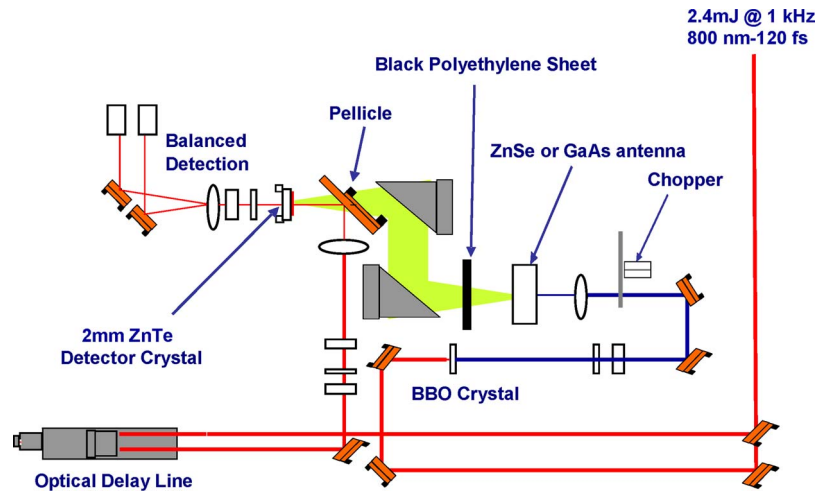 2.4mJ @ 1 kHz
800 nm-120 fs
Black Polyethylene Sheet
Pellicle
Balanced
Detection
ZnSe or GaAs antenna
Chopper
2mm ZnTe
Detector Crystal
BBO Crystal
Optical Delay Line